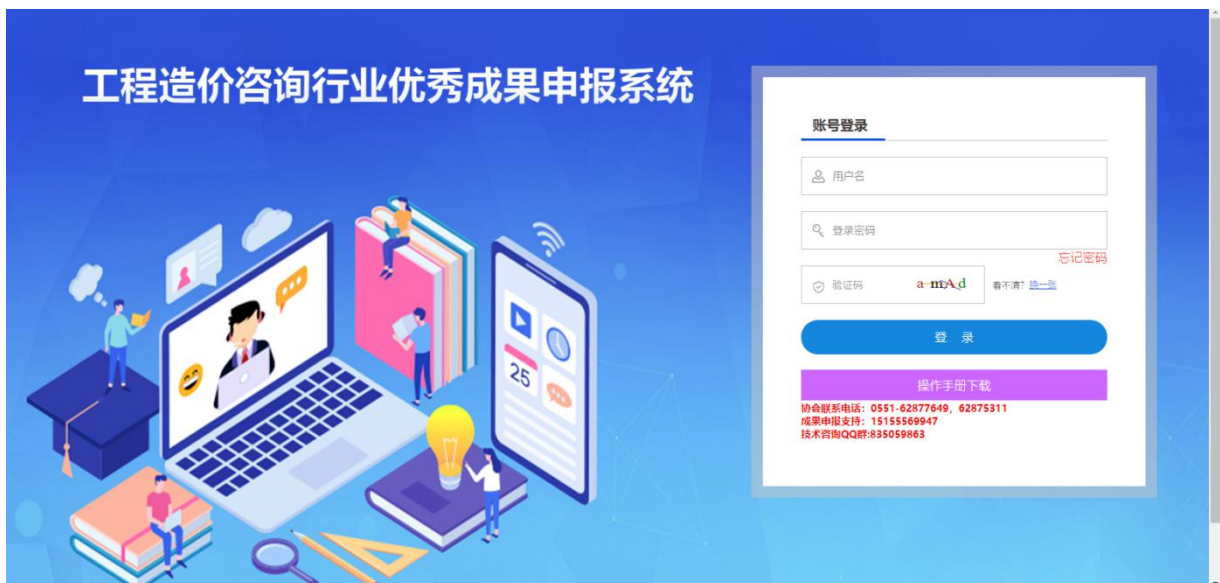 工程造价咨询行业优秀成果申报系统
账号登录
用户名
登录密码
忘记密码
验证码 amAd 看不清? 换一张
登 录
操作手册下载
协会联系电话: 0551-62877649, 62875311
成果申报支持: 15155569947
技术咨询QQ群:835059863
25